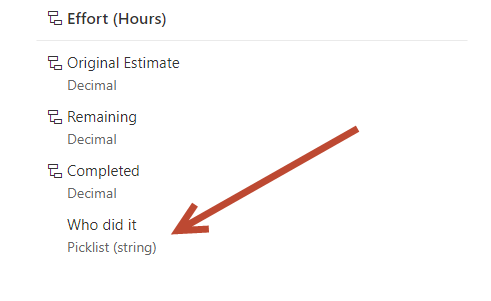 Effort (Hours)
Original Estimate
Decimal
Remaining
Decimal
Completed
Decimal
Who did it
Picklist (string)